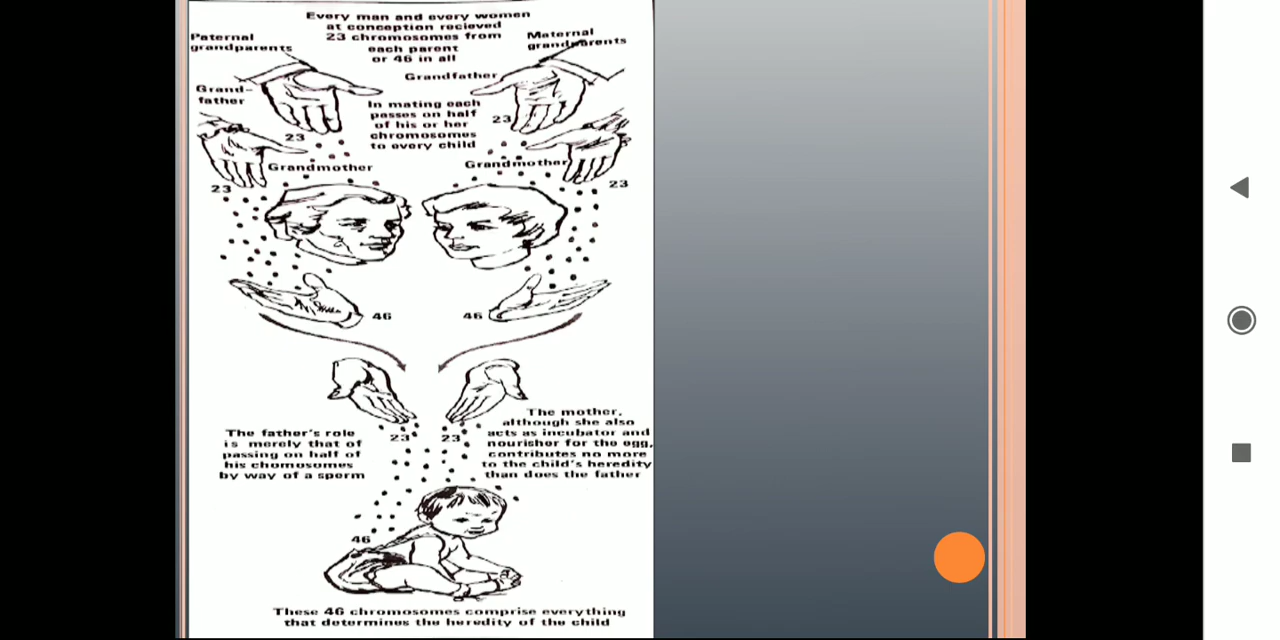 Every man and every women
at conception recieved
23 chromosomes from
each parent
or 46 in all
Paternal
grandparents
Maternal
grandparents
Grandfather
Grand-
father
In mating each
passes on half
of his or her
chromosomes
to every child
23
23
Grandmother
Grandmother
23
23
46
46
The father's role
is merely that of
passing on half of
his chomosomes
by way of a sperm
23
23
The mother,
although she also
acts as incubator and
nourisher for the egg,
contributes no more
to the child's heredity
than does the father
46
These 46 chromosomes comprise everything
that determines the heredity of the child